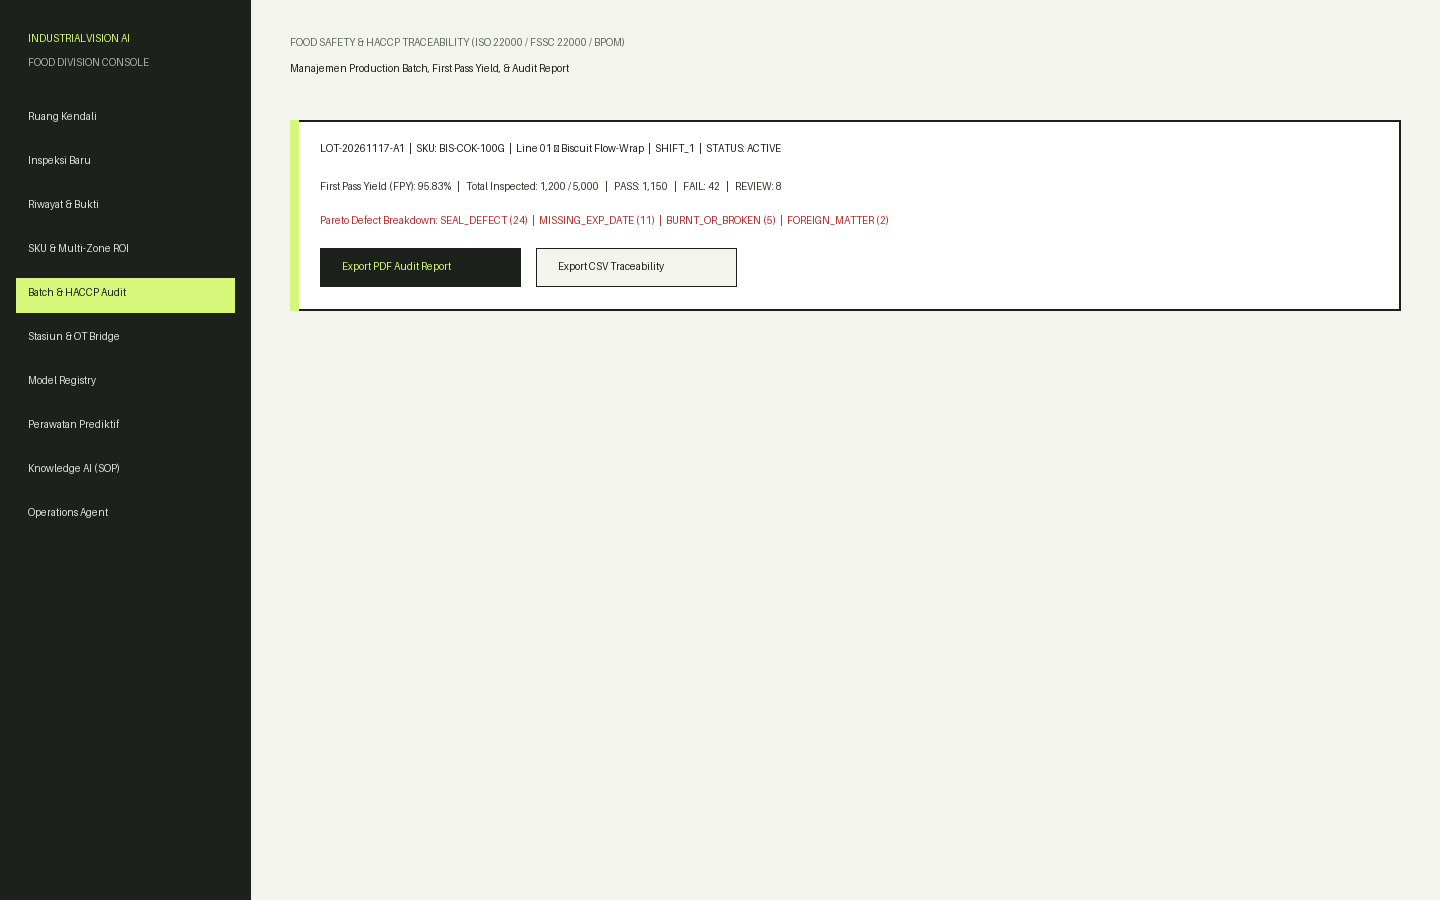 INDUSTRIALVISION AI
FOOD DIVISION CONSOLE
Ruang Kendali
Inspeksi Baru
Riwayat & Bukti
SKU & Multi-Zone ROI
Batch & HACCP Audit
Stasiun & OT Bridge
Model Registry
Perawatan Prediktif
Knowledge AI (SOP)
Operations Agent
FOOD SAFETY & HACCP TRACEABILITY (ISO 22000 / FSSC 22000 / BPOM)
Manajemen Production Batch, First Pass Yield, & Audit Report
LOT-20261117-A1 | SKU: BIS-COK-100G | Line 01 Biscuit Flow-Wrap | SHIFT_1 | STATUS: ACTIVE
First Pass Yield (FPY): 95.83% | Total Inspected: 1,200 / 5,000 | PASS: 1,150 | FAIL: 42 | REVIEW: 8
Pareto Defect Breakdown: SEAL_DEFECT (24) | MISSING_EXP_DATE (11) | BURNT_OR_BROKEN (5) | FOREIGN_MATTER (2)
Export PDF Audit Report
Export CSV Traceability